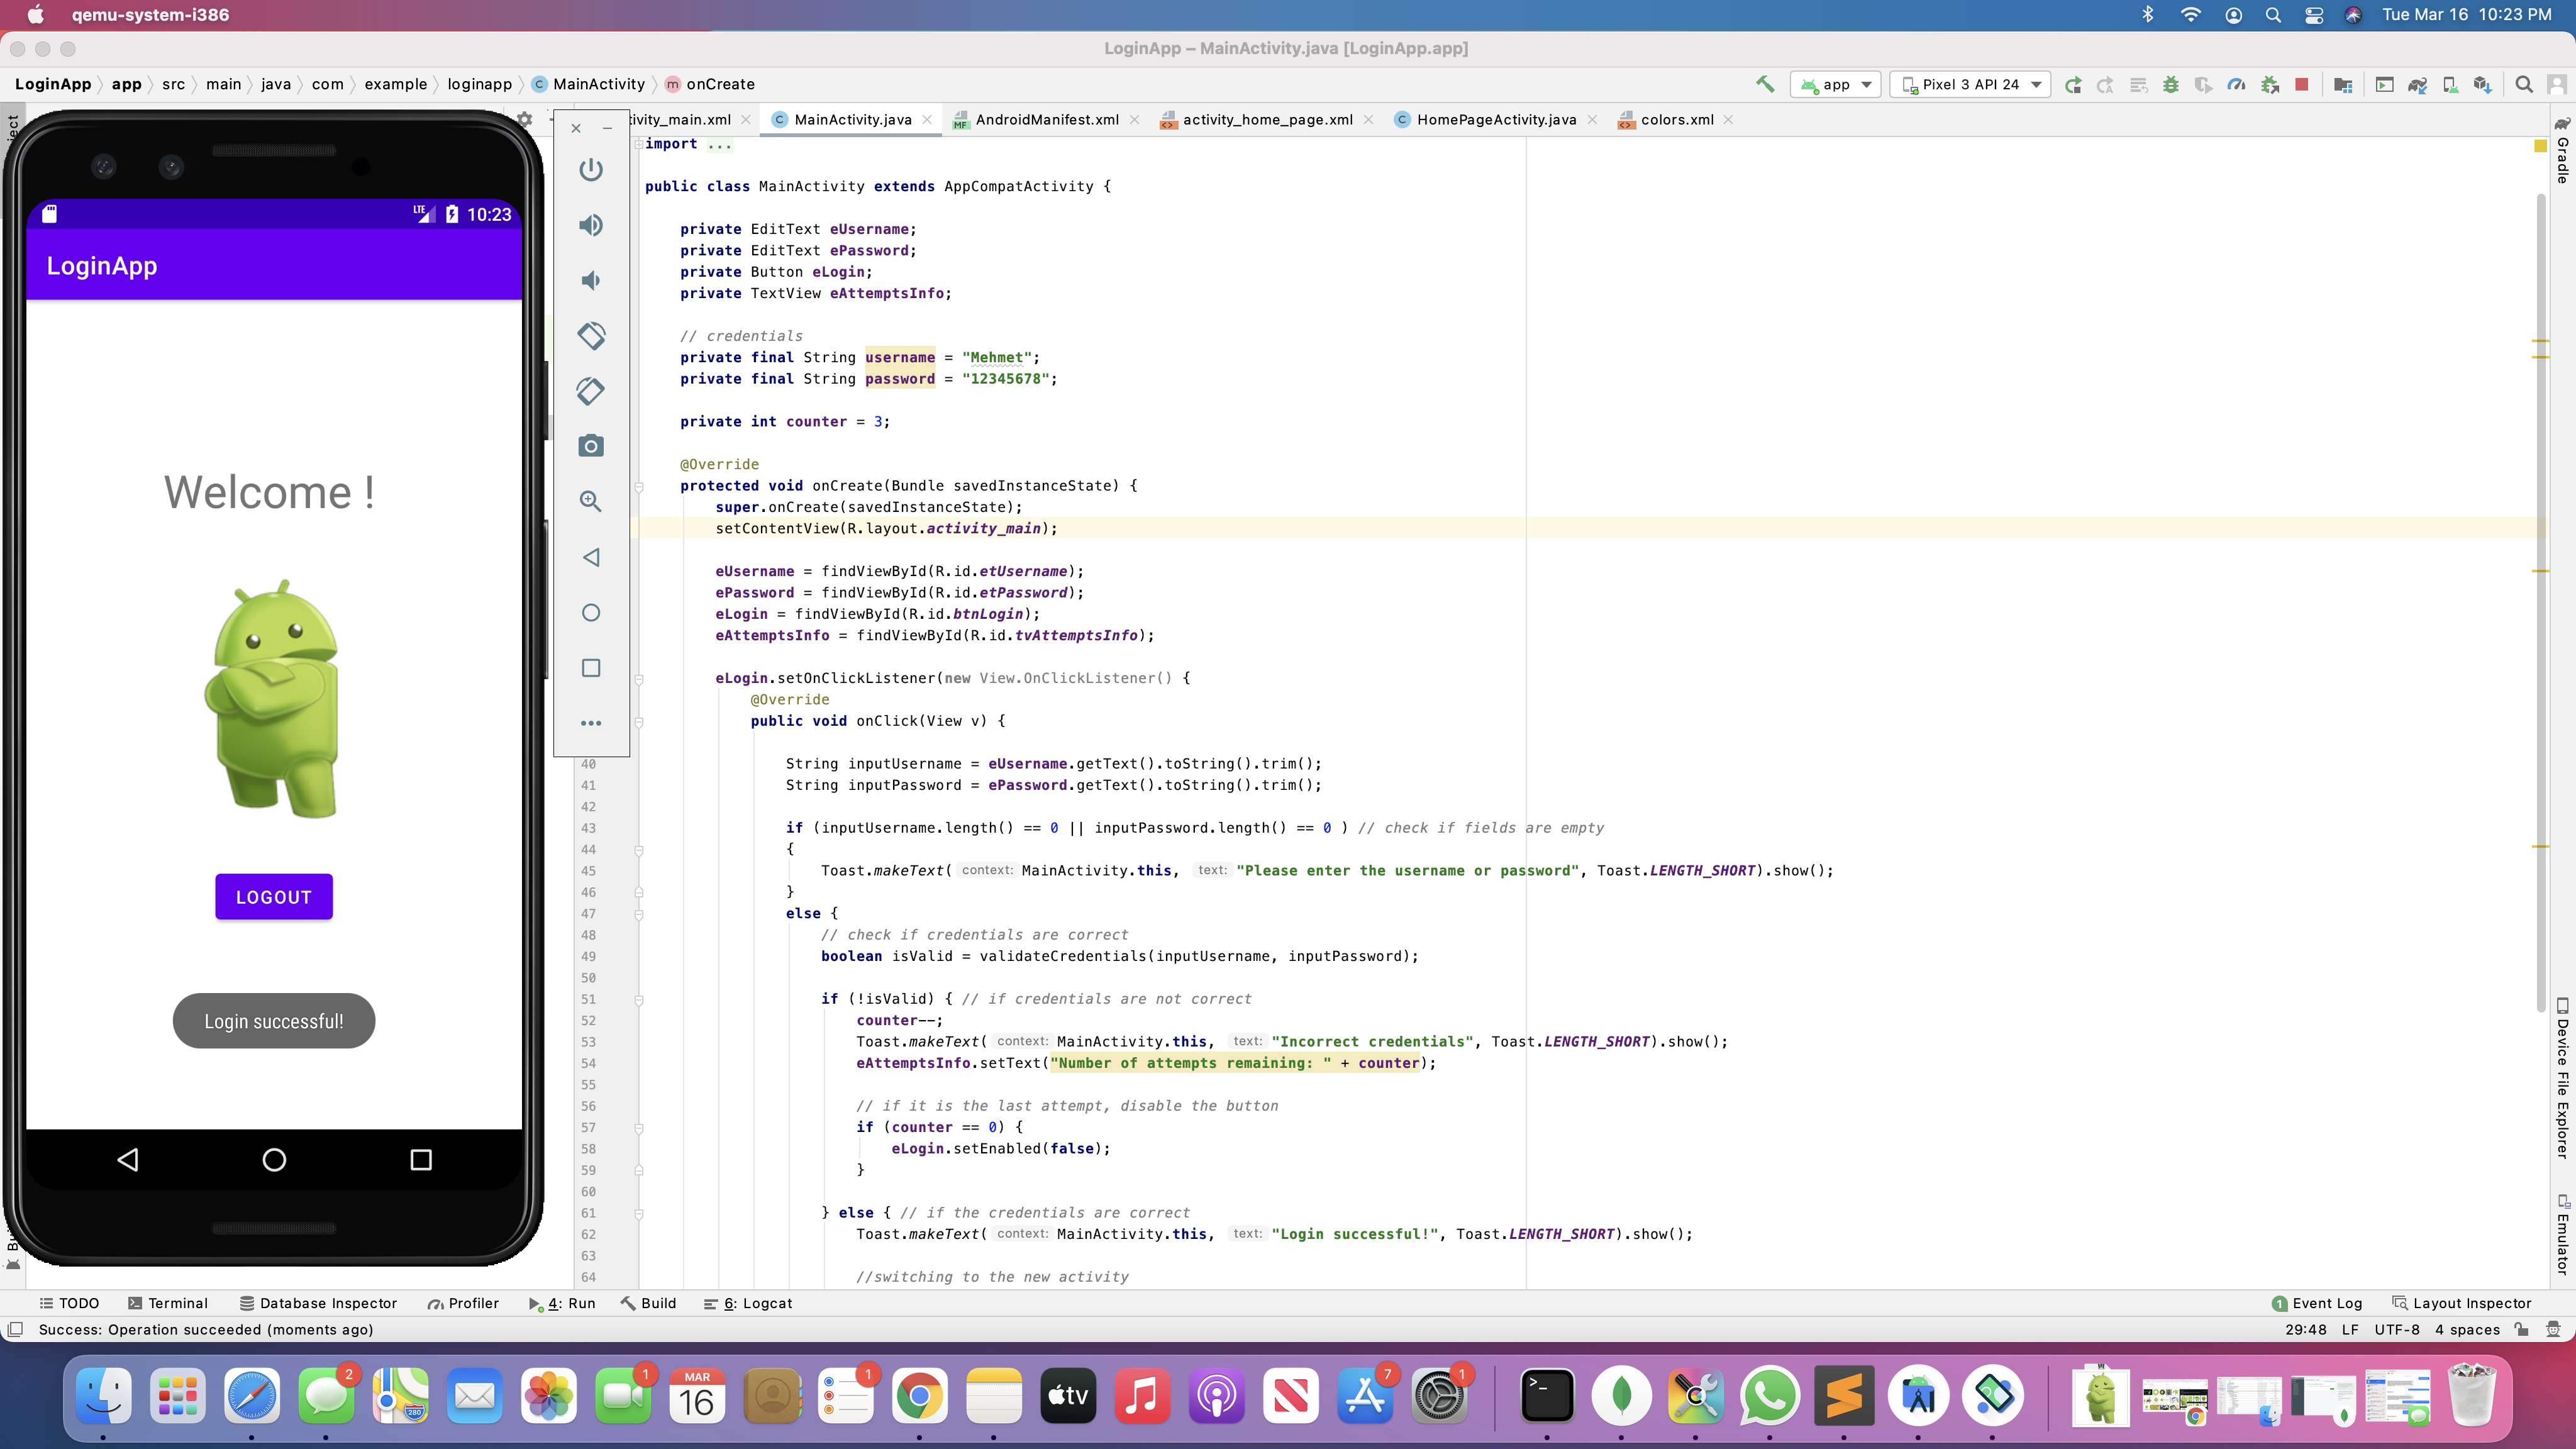 qemu-system-i386
Tue Mar 16 10:23 PM
LoginApp – MainActivity.java [LoginApp.app]
LoginApp app src main java com example loginapp C MainActivity m onCreate
app Pixel 3 API 24
ivity_main.xml C MainActivity.java MF AndroidManifest.xml activity_home_page.xml C HomePageActivity.java colors.xml
Gradle
LTE 10:23
LoginApp
Welcome !
LOGOUT
Login successful!
import ...
public class MainActivity extends AppCompatActivity {
private EditText eUsername;
private EditText ePassword;
private Button eLogin;
private TextView eAttemptsInfo;
// credentials
private final String username = "Mehmet";
private final String password = "12345678";
private int counter = 3;
@Override
protected void onCreate(Bundle savedInstanceState) {
super.onCreate(savedInstanceState);
setContentView(R.layout.activity_main);
eUsername = findViewById(R.id.etUsername);
ePassword = findViewById(R.id.etPassword);
eLogin = findViewById(R.id.btnLogin);
eAttemptsInfo = findViewById(R.id.tvAttemptsInfo);
eLogin.setOnClickListener(new View.OnClickListener() {
@Override
public void onClick(View v) {
40 String inputUsername = eUsername.getText().toString().trim();
41 String inputPassword = ePassword.getText().toString().trim();
42
43 if (inputUsername.length() == 0 || inputPassword.length() == 0 ) // check if fields are empty
44 {
45 Toast.makeText( context: MainActivity.this, text: "Please enter the username or password", Toast.LENGTH_SHORT).show();
46 }
47 else {
48 // check if credentials are correct
49 boolean isValid = validateCredentials(inputUsername, inputPassword);
50
51 if (!isValid) { // if credentials are not correct
52 counter--;
53 Toast.makeText( context: MainActivity.this, text: "Incorrect credentials", Toast.LENGTH_SHORT).show();
54 eAttemptsInfo.setText("Number of attempts remaining: " + counter);
55
56 // if it is the last attempt, disable the button
57 if (counter == 0) {
58 eLogin.setEnabled(false);
59 }
60
61 } else { // if the credentials are correct
62 Toast.makeText( context: MainActivity.this, text: "Login successful!", Toast.LENGTH_SHORT).show();
63
64 //switching to the new activity
Device File Explorer
Emulator
TODO Terminal Database Inspector Profiler 4: Run Build 6: Logcat 1 Event Log Layout Inspector
Success: Operation succeeded (moments ago) 29:48 LF UTF-8 4 spaces
2 280 1 MAR 16 1 tv 7 1 >_